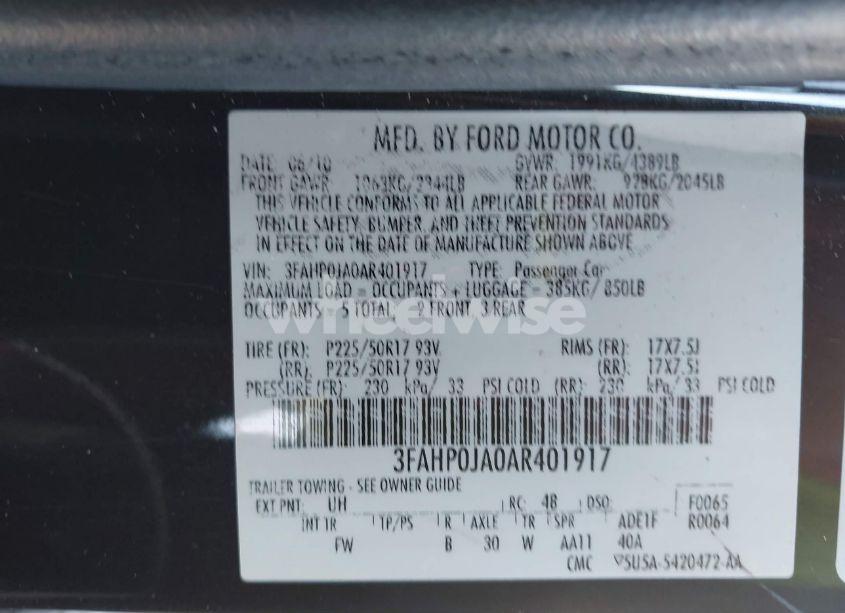 MFD. BY FORD MOTOR CO.
DATE 06/10 GVWR: 1991KG/4389LB
FRONT GAWR: 1063KG/2344LB REAR GAWR: 928KG/2045LB
THIS VEHICLE CONFORMS TO ALL APPLICABLE FEDERAL MOTOR
VEHICLE SAFETY, BUMPER, AND THEFT PREVENTION STANDARDS
IN EFFECT ON THE DATE OF MANUFACTURE SHOWN ABOVE
VIN: 3FAHP0JA0AR401917 TYPE: Passenger Car
MAXIMUM LOAD = OCCUPANTS + LUGGAGE = 385KG/ 850LB
OCCUPANTS = 5 TOTAL, 2 FRONT, 3 REAR
wheelwise
TIRE (FR): P225/50R17 93V RIMS (FR): 17X7.5J
(RR): P225/50R17 93V (RR): 17X7.5J
PRESSURE (FR): 230 kPa/ 33 PSI COLD (RR): 230 kPa/33 PSI COLD
3FAHP0JA0AR401917
TRAILER TOWING - SEE OWNER GUIDE
EXT PNT: UH RC: 48 DSO: F0065
INT TR TP/PS R AXLE TR SPR ADE1F R0064
FW B 30 W AA11 40A
CMC ▽5U5A-5420472-AA